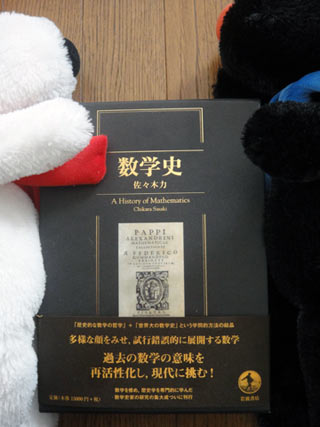 数学史
佐々木力
A History of Mathematics
Chikara Sasaki
PAPPI
ALEXANDRINI
MATHEMATICAE
A FEDERICO
COMMANDINO
「歴史的な数学の哲学」+「世界大の数学史」という学問的方法の結晶
多様な顔をみせ、試行錯誤的に展開する数学
過去の数学の意味を
再活性化し、現代に挑む!
数学を修め、歴史学を専門的に学んだ
数学史家の研究の集大成ついに刊行
岩波書店